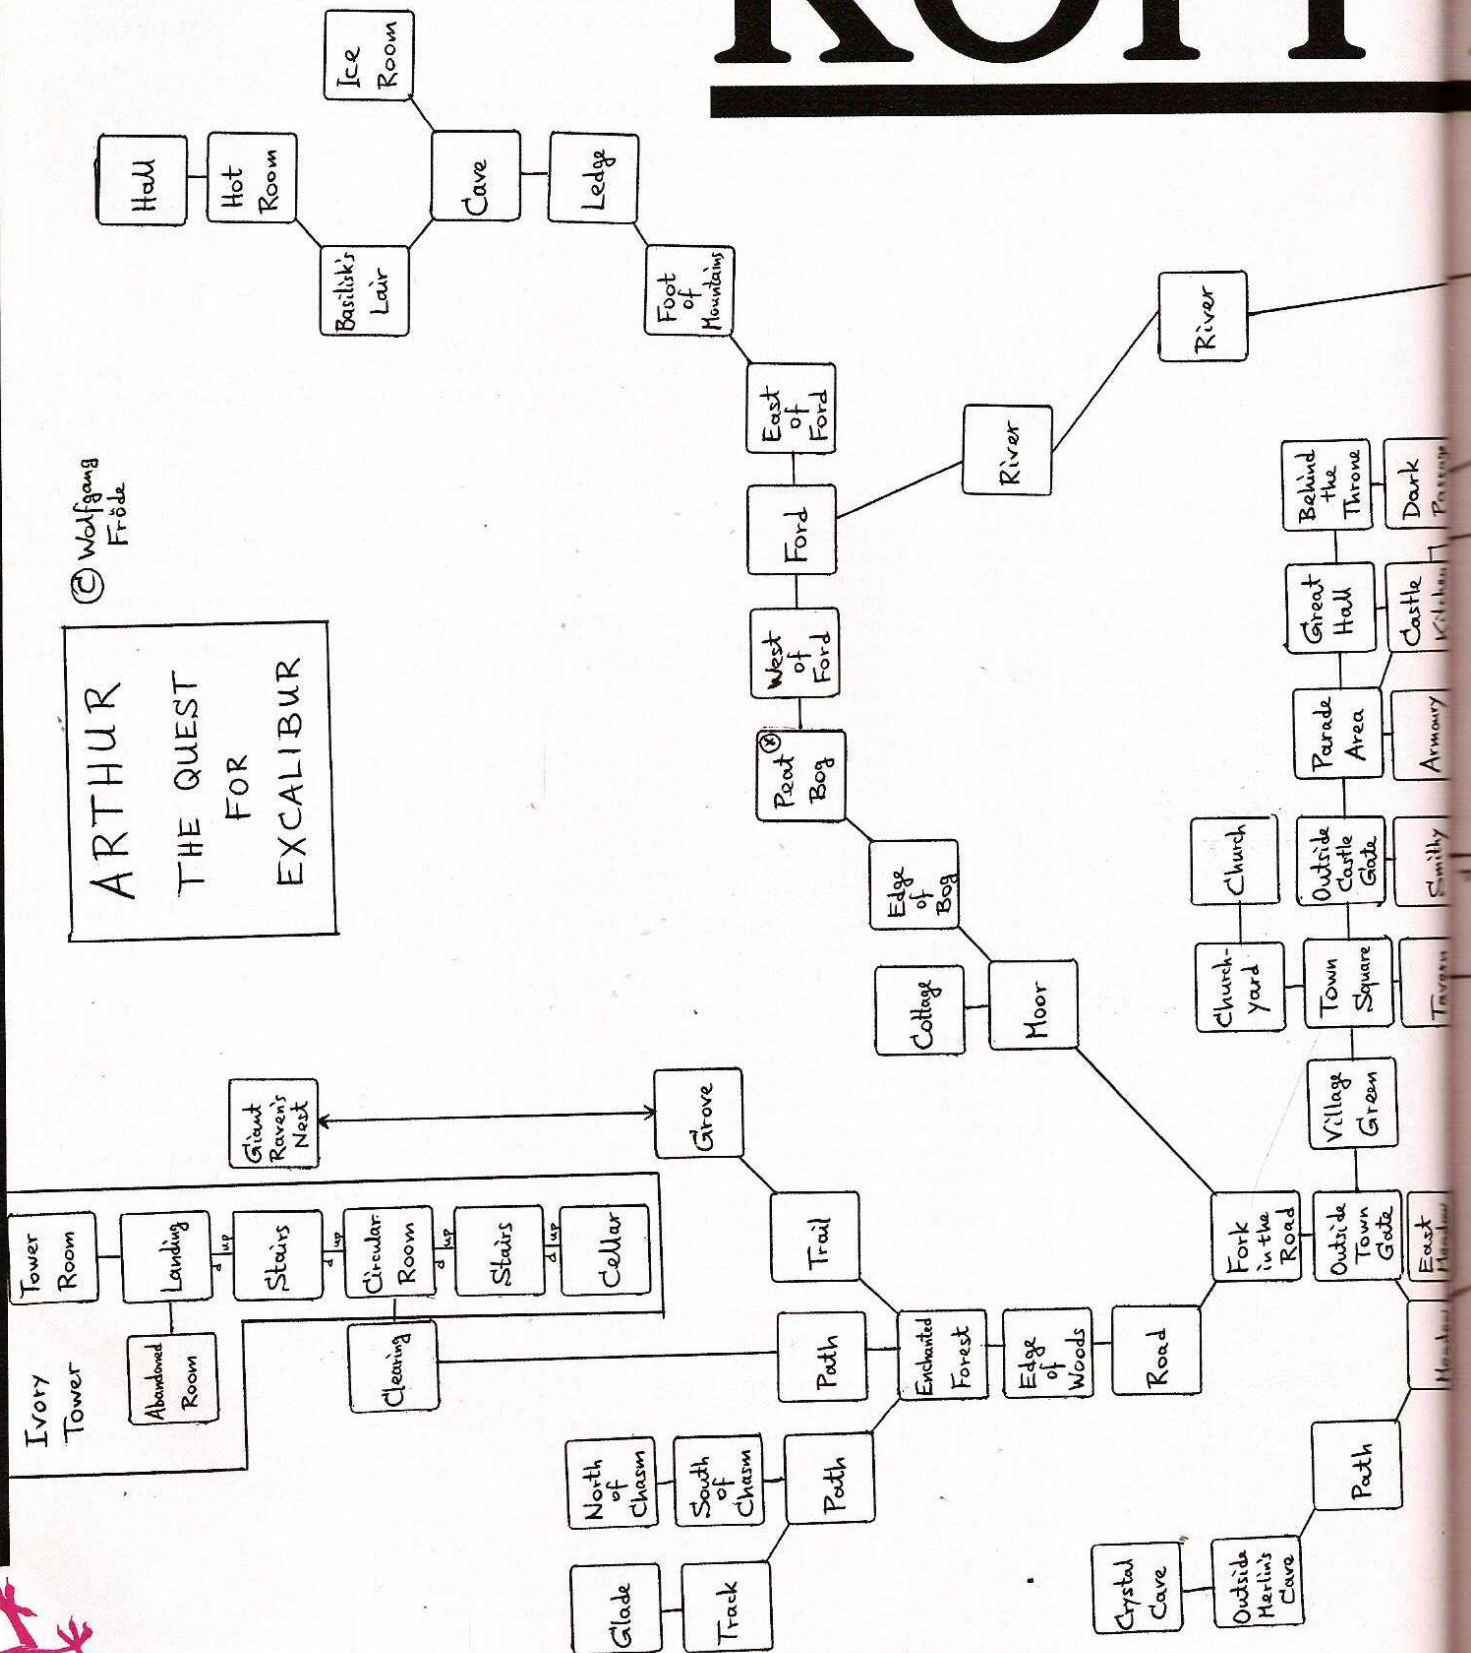 ARTHUR
THE QUEST
FOR
EXCALIBUR
© Wolfgang
Fröde
Ivory
Tower
Tower
Room
Landing
d up
Abandoned
Room
Stairs
d up
Circular
Room
d up
Stairs
d up
Cellar
Clearing
Giant
Raven's
Nest
Grove
Trail
Path
Enchanted
Forest
Edge
of
Woods
Road
Fork
in the
Road
North
of
Chasm
South
of
Chasm
Path
Glade
Track
Crystal
Cave
Outside
Merlin's
Cave
Path
Meadow
Outside
Town
Gate
East
Meadow
Village
Green
Town
Square
Church-
yard
Church
Tavern
Outside
Castle
Gate
Smithy
Parade
Area
Armoury
Great
Hall
Castle
Kitchen
Behind
the
Throne
Dark
Passage
Moor
Cottage
Edge
of
Bog
Peat
Bog
West
of
Ford
Ford
East
of
Ford
River
River
Foot
of
Mountains
Ledge
Cave
Ice
Room
Basilisk's
Lair
Hot
Room
Hall